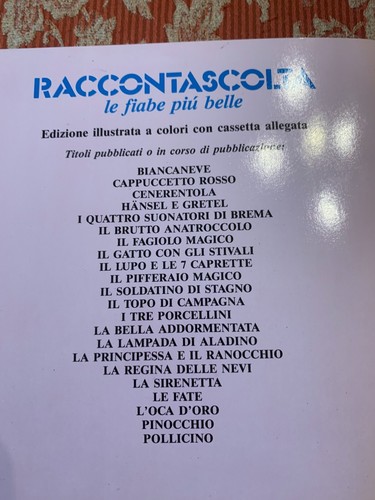 RACCONTASCOLTA
le fiabe piú belle
Edizione illustrata a colori con cassetta allegata
Titoli pubblicati o in corso di pubblicazione:
BIANCANEVE
CAPPUCCETTO ROSSO
CENERENTOLA
HÄNSEL E GRETEL
I QUATTRO SUONATORI DI BREMA
IL BRUTTO ANATROCCOLO
IL FAGIOLO MAGICO
IL GATTO CON GLI STIVALI
IL LUPO E LE 7 CAPRETTE
IL PIFFERAIO MAGICO
IL SOLDATINO DI STAGNO
IL TOPO DI CAMPAGNA
I TRE PORCELLINI
LA BELLA ADDORMENTATA
LA LAMPADA DI ALADINO
LA PRINCIPESSA E IL RANOCCHIO
LA REGINA DELLE NEVI
LA SIRENETTA
LE FATE
L'OCA D'ORO
PINOCCHIO
POLLICINO